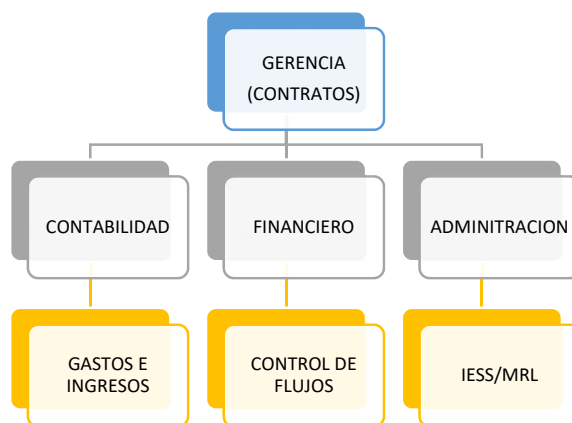 GERENCIA
(CONTRATOS)
CONTABILIDAD
FINANCIERO
ADMINITRACION
GASTOS E
INGRESOS
CONTROL DE
FLUJOS
IESS/MRL